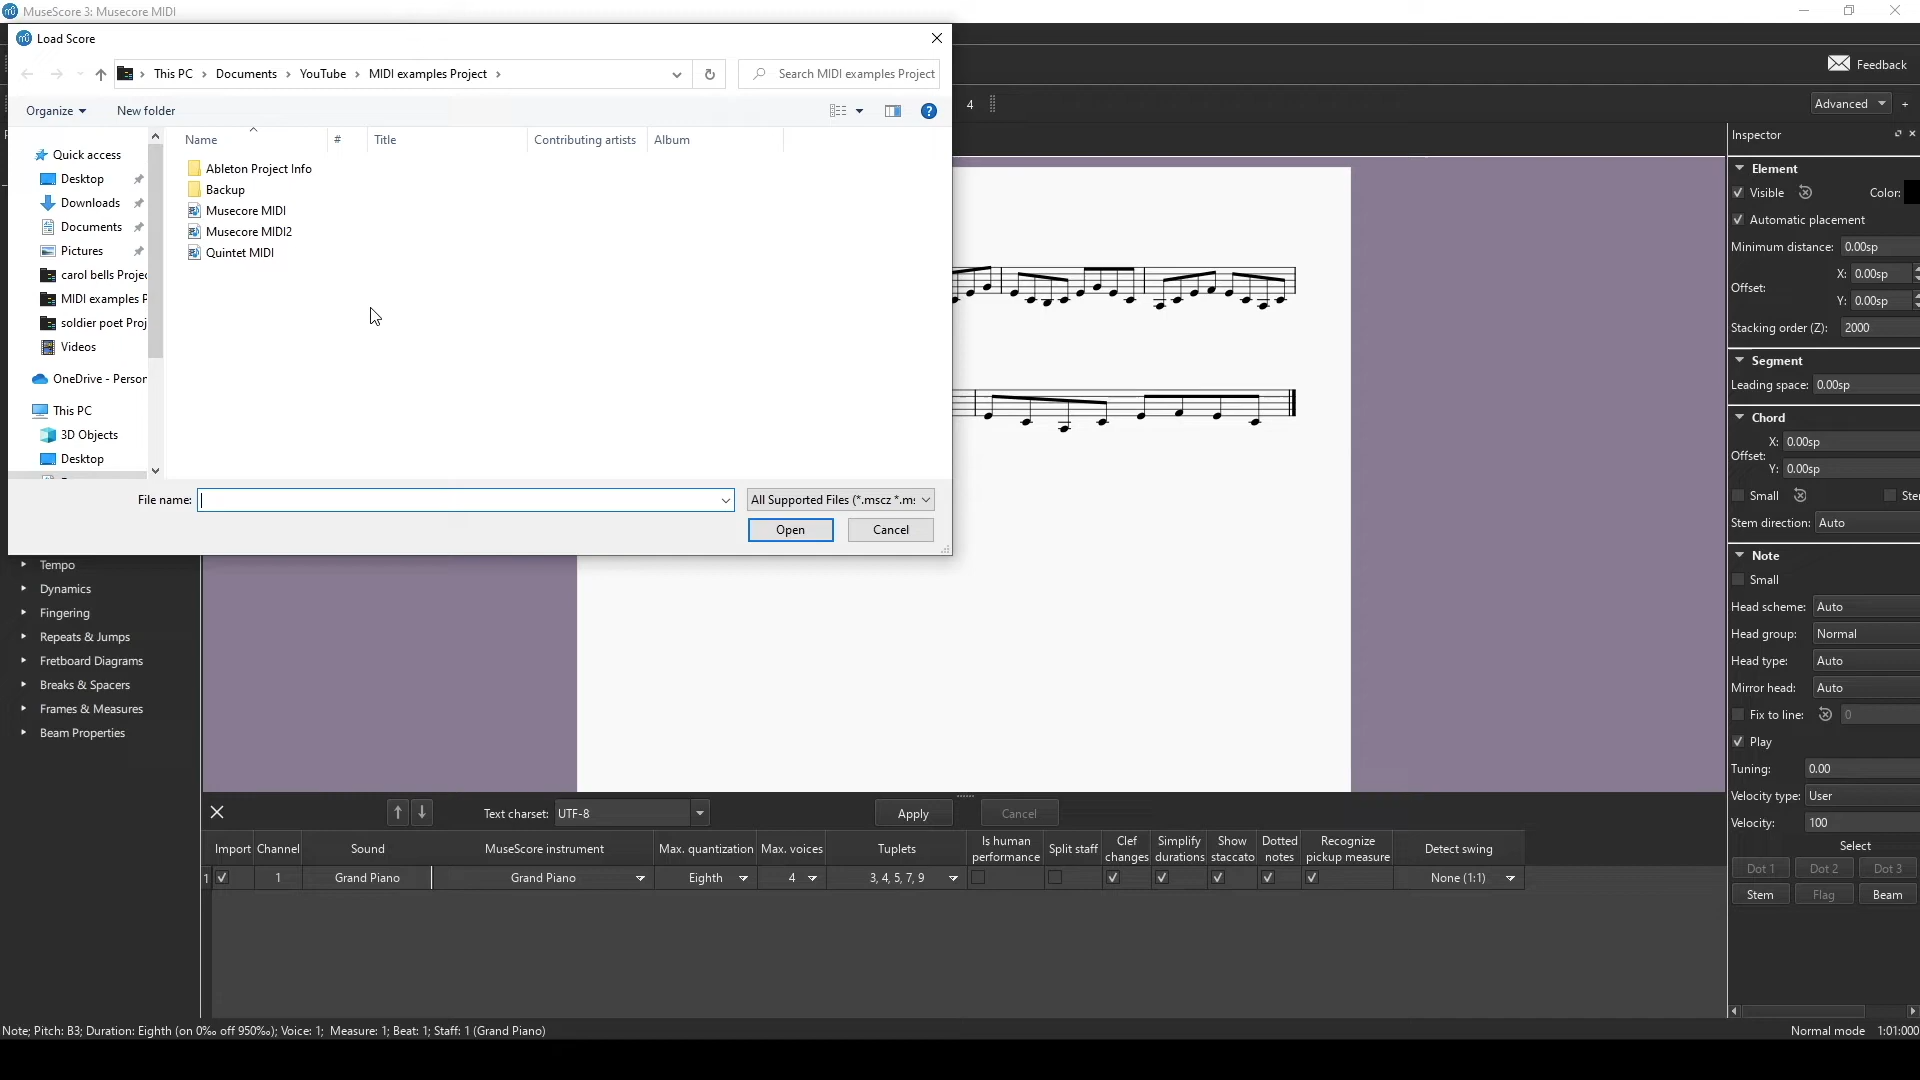 MuseScore 3: Musecore MIDI
Load Score
This PC > Documents > YouTube > MIDI examples Project >
Search MIDI examples Project
Organize
New folder
Name
#
Title
Contributing artists
Album
Quick access
Desktop
Downloads
Documents
Pictures
carol bells Projec
MIDI examples P
soldier poet Proj
Videos
OneDrive - Person
This PC
3D Objects
Desktop
Ableton Project Info
Backup
Musecore MIDI
Musecore MIDI2
Quintet MIDI
File name:
All Supported Files (*.mscz *.ms
Open
Cancel
4
Feedback
Advanced
+
Tempo
Dynamics
Fingering
Repeats & Jumps
Fretboard Diagrams
Breaks & Spacers
Frames & Measures
Beam Properties
Inspector
Element
Visible
Color:
Automatic placement
Minimum distance: 0.00sp
Offset:
X: 0.00sp
Y: 0.00sp
Stacking order (Z): 2000
Segment
Leading space: 0.00sp
Chord
Offset:
X: 0.00sp
Y: 0.00sp
Small
Ste
Stem direction: Auto
Note
Small
Head scheme: Auto
Head group: Normal
Head type: Auto
Mirror head: Auto
Fix to line: 0
Play
Tuning: 0.00
Velocity type: User
Velocity: 100
Select
Dot 1 Dot 2 Dot 3
Stem Flag Beam
Text charset: UTF-8
Apply
Cancel
Import Channel Sound MuseScore instrument Max. quantization Max. voices Tuplets Is human performance Split staff Clef changes Simplify durations Show staccato Dotted notes Recognize pickup measure Detect swing
1 1 Grand Piano Grand Piano Eighth 4 3, 4, 5, 7, 9 None (1:1)
Note; Pitch: B3; Duration: Eighth (on 0‰ off 950‰); Voice: 1; Measure: 1; Beat: 1; Staff: 1 (Grand Piano)
Normal mode 1:01:000